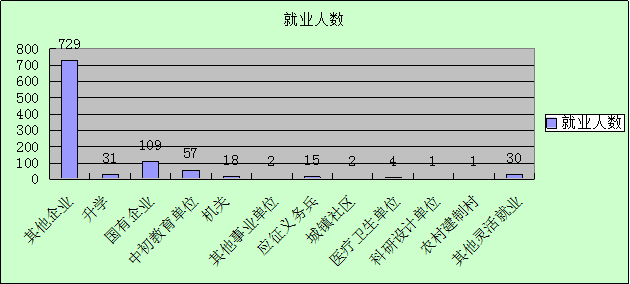 就业人数
800
700
600
500
400
300
200
100
0
729
31
109
57
18
2
15
2
4
1
1
30
其他企业
升学
国有企业
中初教育单位
机关
其他事业单位
应征义务兵
城镇社区
医疗卫生单位
科研设计单位
农村建制村
其他灵活就业
就业人数